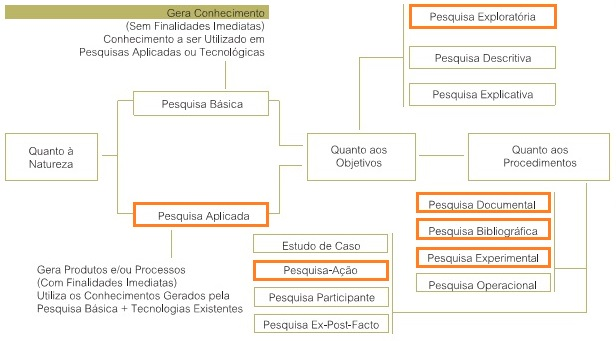 Gera Conhecimento
(Sem Finalidades Imediatas)
Conhecimento a ser Utilizado em
Pesquisas Aplicadas ou Tecnológicas
Pesquisa Exploratória
Pesquisa Descritiva
Pesquisa Explicativa
Pesquisa Básica
Quanto à
Natureza
Quanto aos
Objetivos
Quanto aos
Procedimentos
Pesquisa Aplicada
Gera Produtos e/ou Processos
(Com Finalidades Imediatas)
Utiliza os Conhecimentos Gerados pela
Pesquisa Básica + Tecnologias Existentes
Estudo de Caso
Pesquisa-Ação
Pesquisa Participante
Pesquisa Ex-Post-Facto
Pesquisa Documental
Pesquisa Bibliográfica
Pesquisa Experimental
Pesquisa Operacional